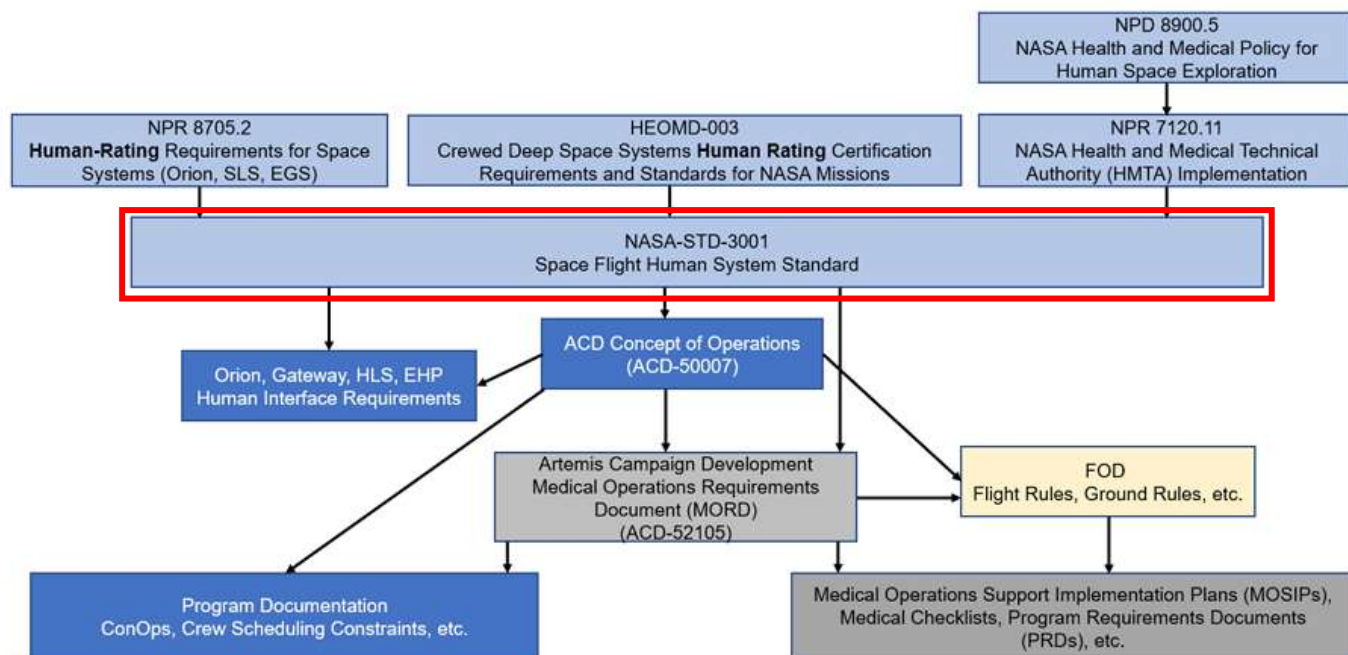 NPD 8900.5
NASA Health and Medical Policy for
Human Space Exploration
NPR 8705.2
Human-Rating Requirements for Space
Systems (Orion, SLS, EGS)
HEOMD-003
Crewed Deep Space Systems Human Rating Certification
Requirements and Standards for NASA Missions
NPR 7120.11
NASA Health and Medical Technical
Authority (HMTA) Implementation
NASA-STD-3001
Space Flight Human System Standard
ACD Concept of Operations
(ACD-50007)
Orion, Gateway, HLS, EHP
Human Interface Requirements
Artemis Campaign Development
Medical Operations Requirements
Document (MORD)
(ACD-52105)
FOD
Flight Rules, Ground Rules, etc.
Program Documentation
ConOps, Crew Scheduling Constraints, etc.
Medical Operations Support Implementation Plans (MOSIPs),
Medical Checklists, Program Requirements Documents
(PRDs), etc.